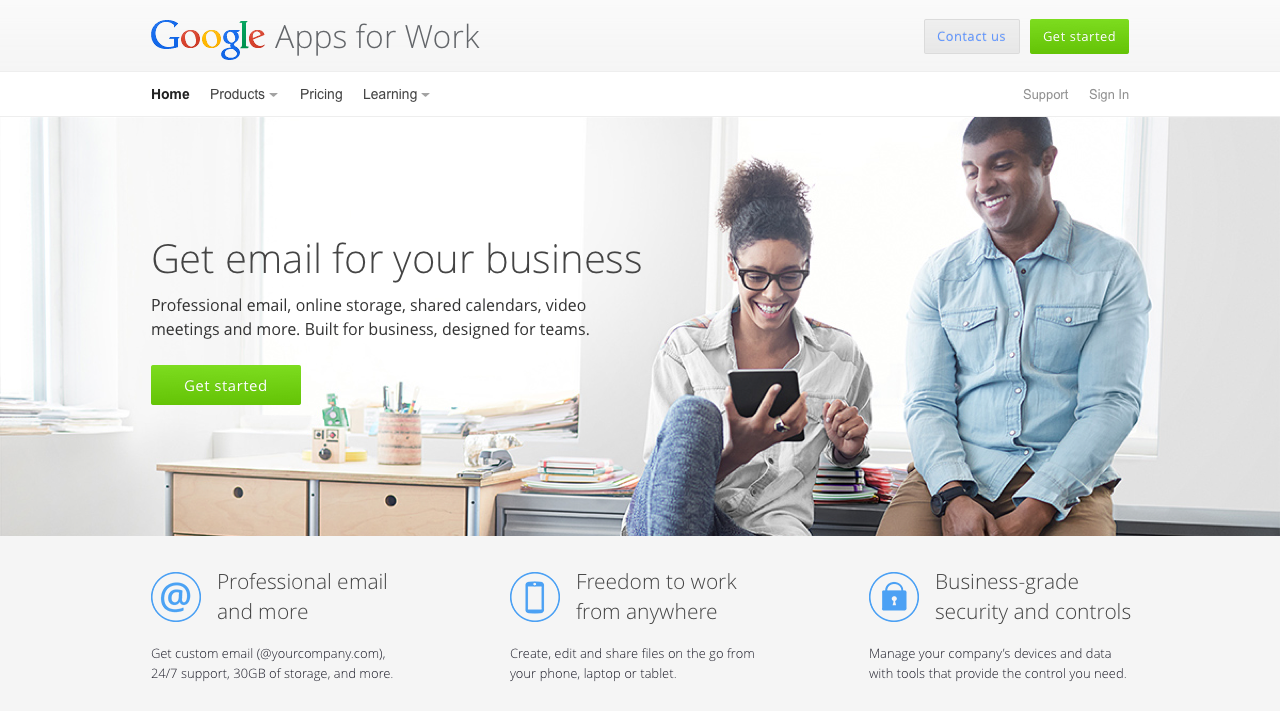 Google Apps for Work
Contact us
Get started
Home
Products
Pricing
Learning
Support
Sign In
Get email for your business
Professional email, online storage, shared calendars, video
meetings and more. Built for business, designed for teams.
Get started
@
Professional email
and more
Get custom email (@yourcompany.com),
24/7 support, 30GB of storage, and more.
Freedom to work
from anywhere
Create, edit and share files on the go from
your phone, laptop or tablet.
Business-grade
security and controls
Manage your company's devices and data
with tools that provide the control you need.